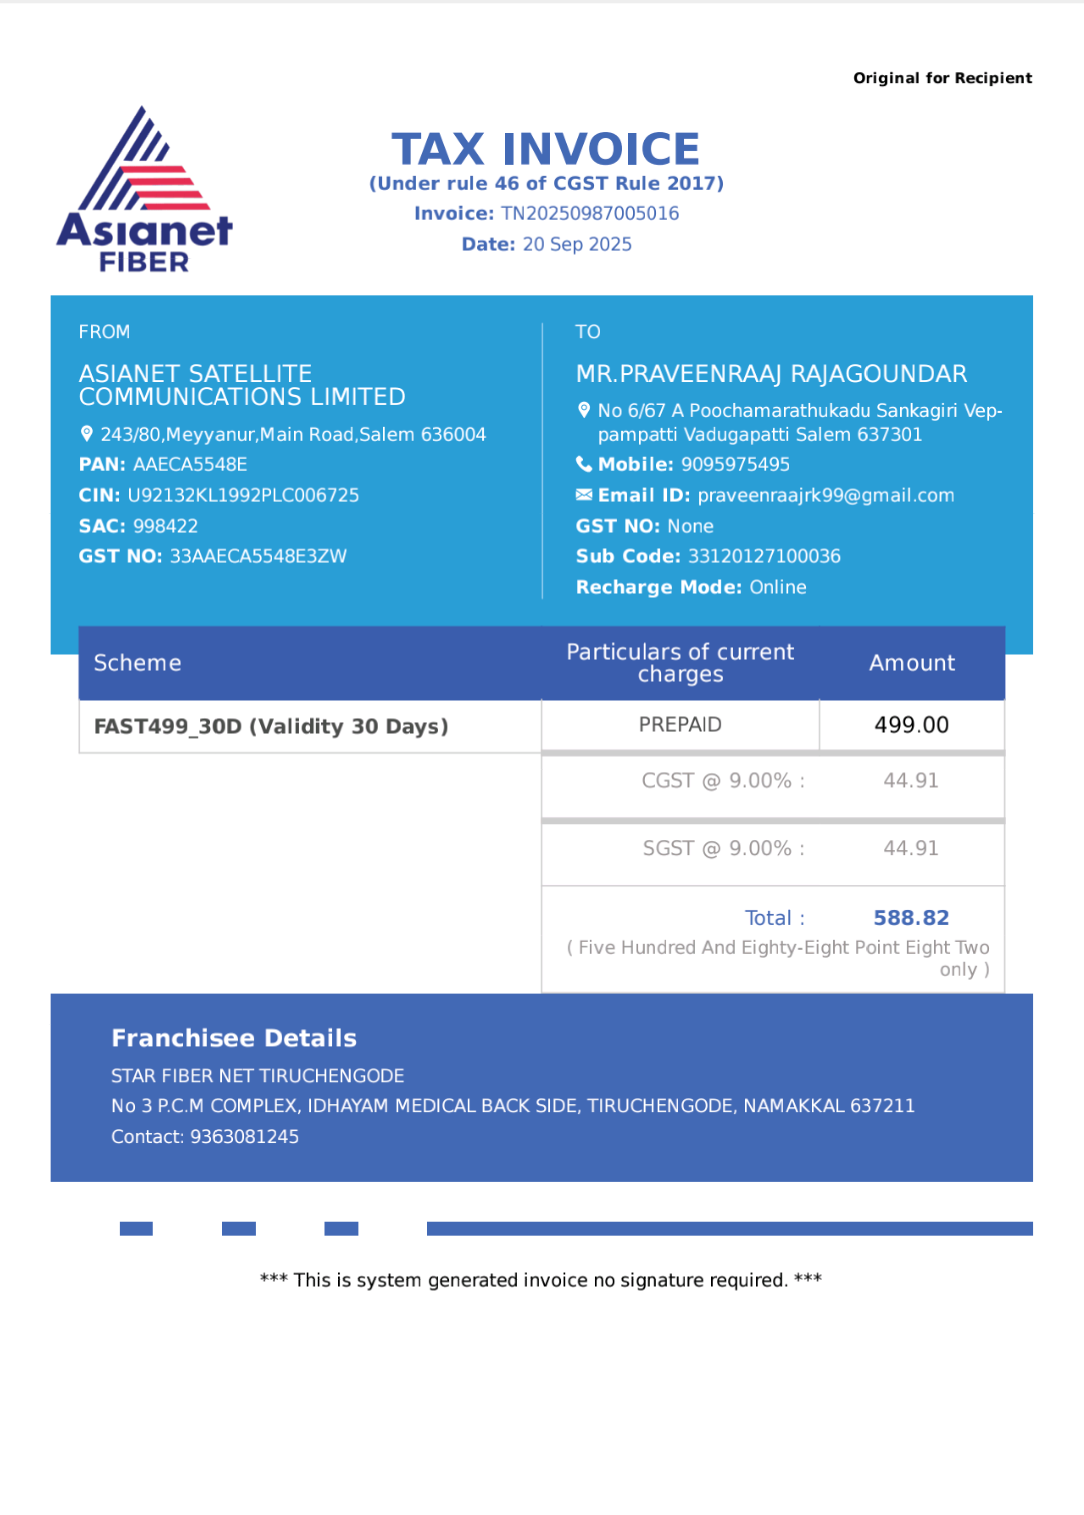 Original for Recipient
Asianet
FIBER
TAX INVOICE
(Under rule 46 of CGST Rule 2017)
Invoice: TN20250987005016
Date: 20 Sep 2025
FROM
ASIANET SATELLITE
COMMUNICATIONS LIMITED
243/80,Meyyanur,Main Road,Salem 636004
PAN: AAECA5548E
CIN: U92132KL1992PLC006725
SAC: 998422
GST NO: 33AAECA5548E3ZW
TO
MR.PRAVEENRAAJ RAJAGOUNDAR
No 6/67 A Poochamarathukadu Sankagiri Vep-
pampatti Vadugapatti Salem 637301
Mobile: 9095975495
Email ID: praveenraajrk99@gmail.com
GST NO: None
Sub Code: 33120127100036
Recharge Mode: Online
Scheme
Particulars of current
charges
Amount
FAST499_30D (Validity 30 Days)
PREPAID
499.00
CGST @ 9.00% :
44.91
SGST @ 9.00% :
44.91
Total :
588.82
( Five Hundred And Eighty-Eight Point Eight Two
only )
Franchisee Details
STAR FIBER NET TIRUCHENGODE
No 3 P.C.M COMPLEX, IDHAYAM MEDICAL BACK SIDE, TIRUCHENGODE, NAMAKKAL 637211
Contact: 9363081245
*** This is system generated invoice no signature required. ***